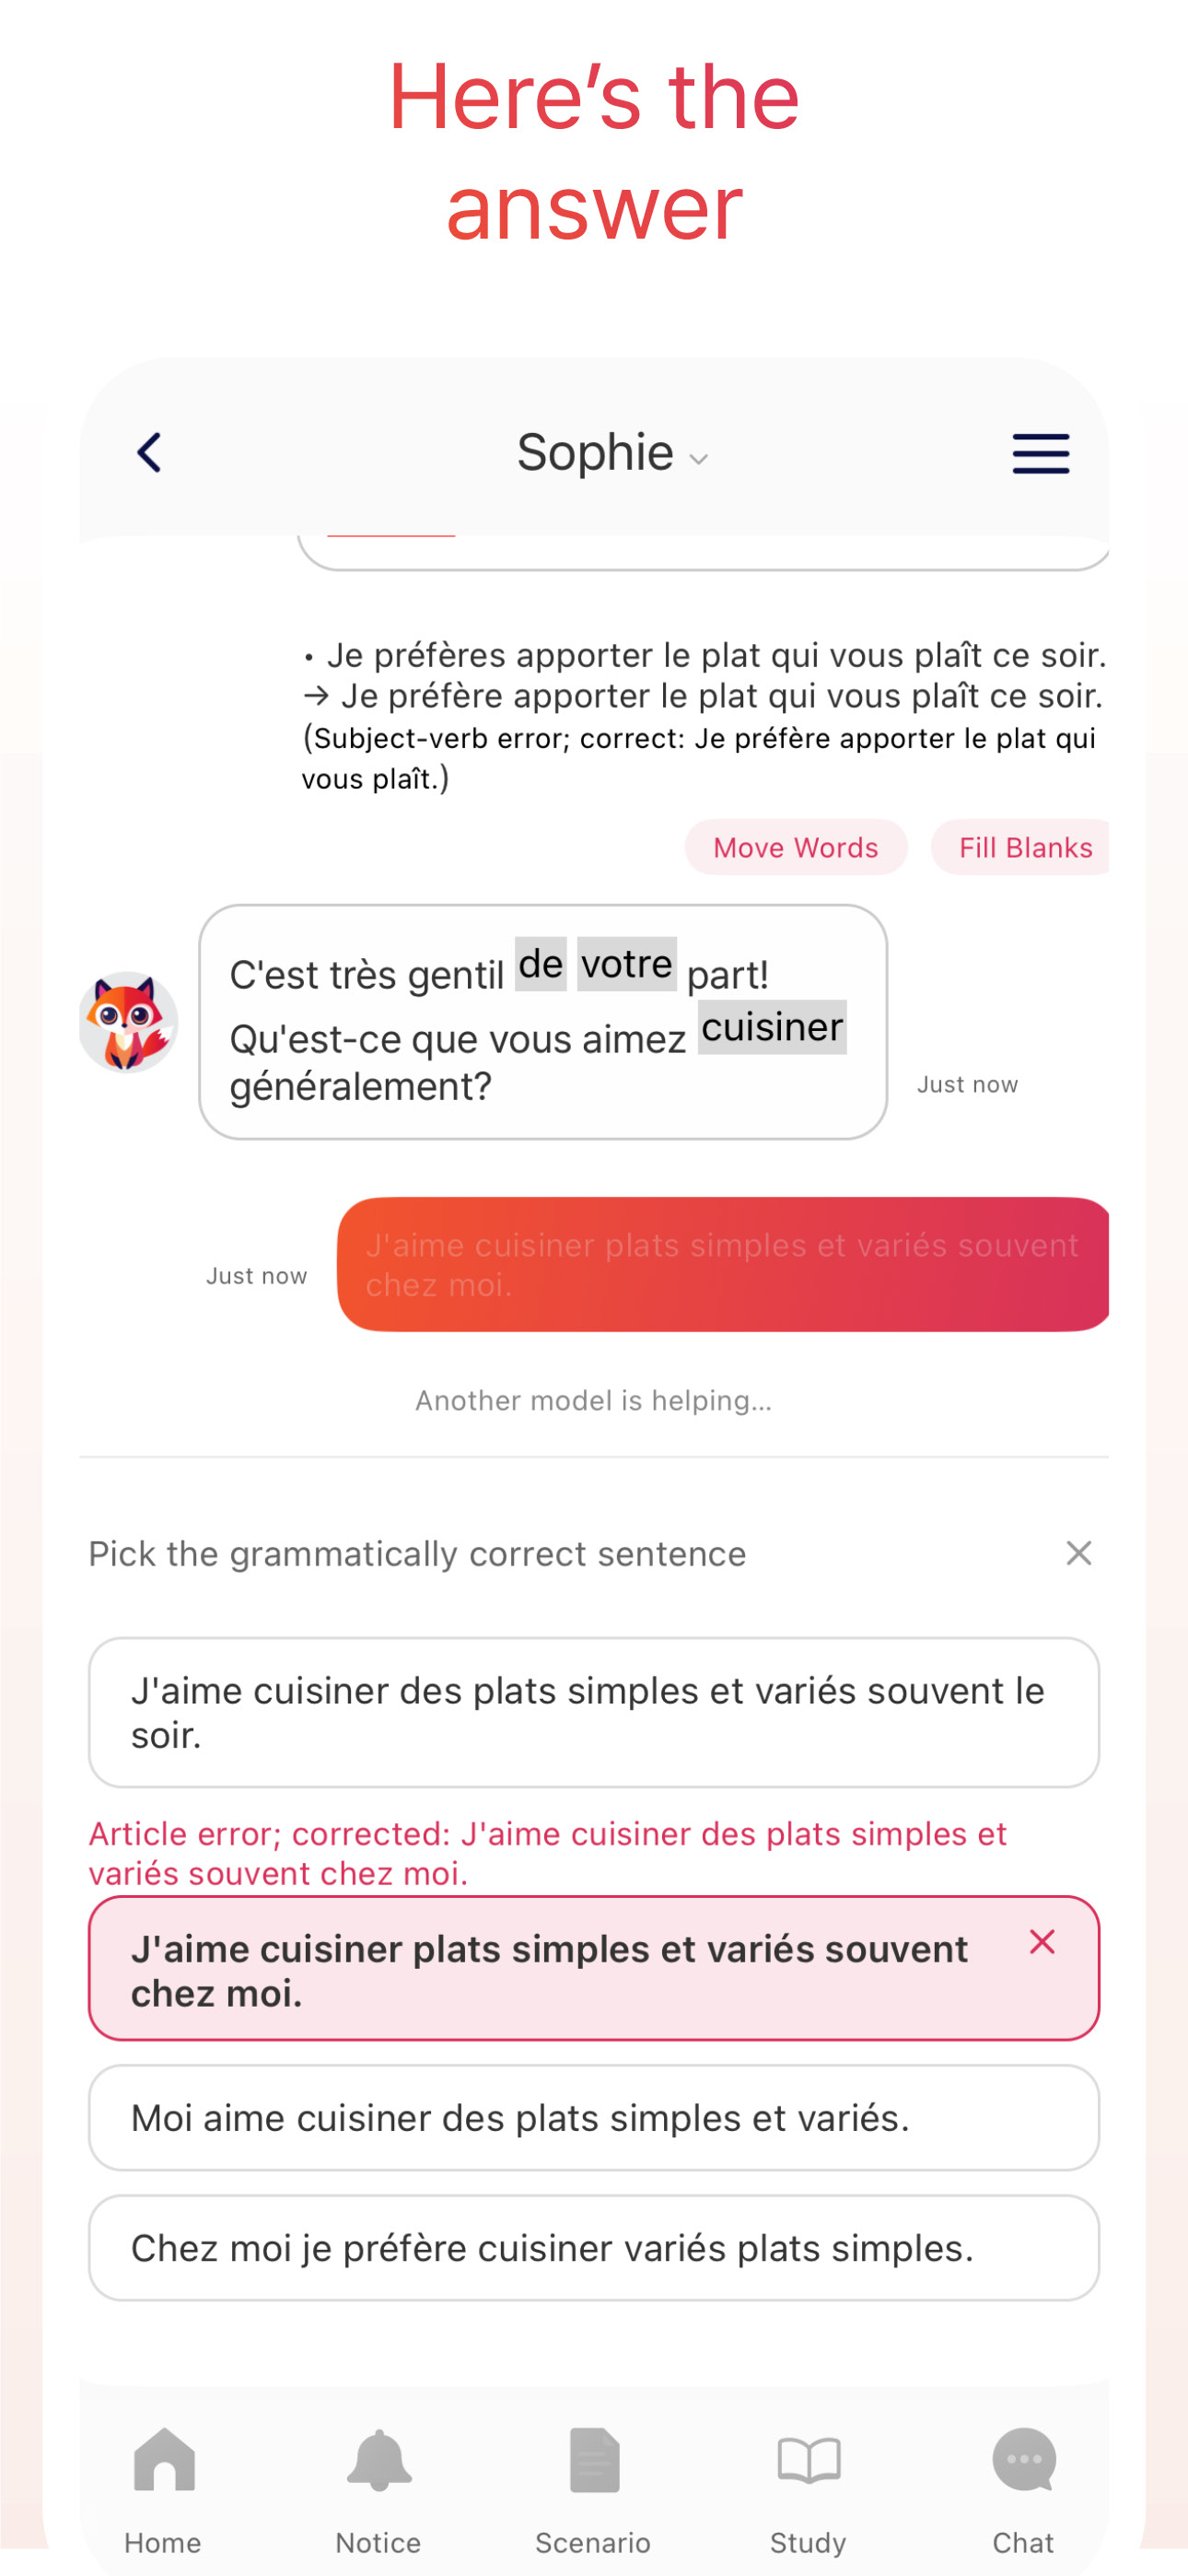 Here’s the
answer
Sophie
• Je préfères apporter le plat qui vous plaît ce soir.
→ Je préfère apporter le plat qui vous plaît ce soir.
(Subject-verb error; correct: Je préfère apporter le plat qui
vous plaît.)
Move Words
Fill Blanks
C'est très gentil de votre part!
Qu'est-ce que vous aimez cuisiner
généralement?
Just now
J'aime cuisiner plats simples et variés souvent
chez moi.
Just now
Another model is helping...
Pick the grammatically correct sentence
J'aime cuisiner des plats simples et variés souvent le
soir.
Article error; corrected: J'aime cuisiner des plats simples et
variés souvent chez moi.
J'aime cuisiner plats simples et variés souvent
chez moi.
Moi aime cuisiner des plats simples et variés.
Chez moi je préfère cuisiner variés plats simples.
Home
Notice
Scenario
Study
Chat